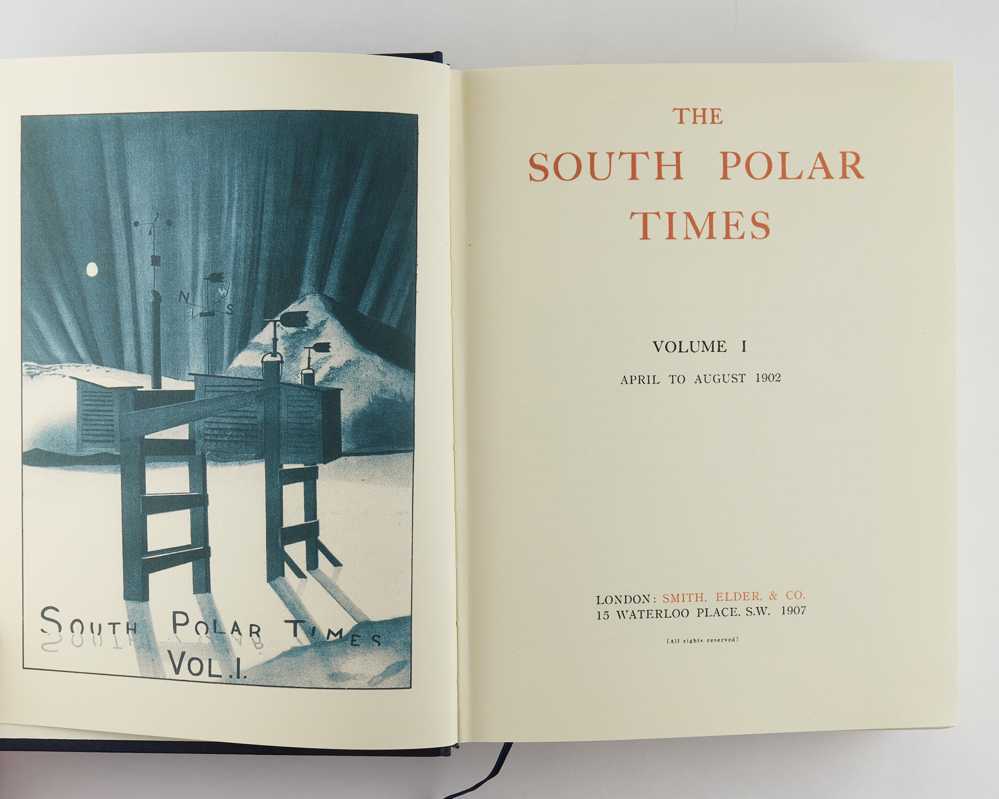 N
W
S
SOUTH POLAR TIMES
VOL.I.
THE
SOUTH POLAR
TIMES
VOLUME I
APRIL TO AUGUST 1902
LONDON: SMITH, ELDER, & CO.
15 WATERLOO PLACE, S.W. 1907
[All rights reserved]